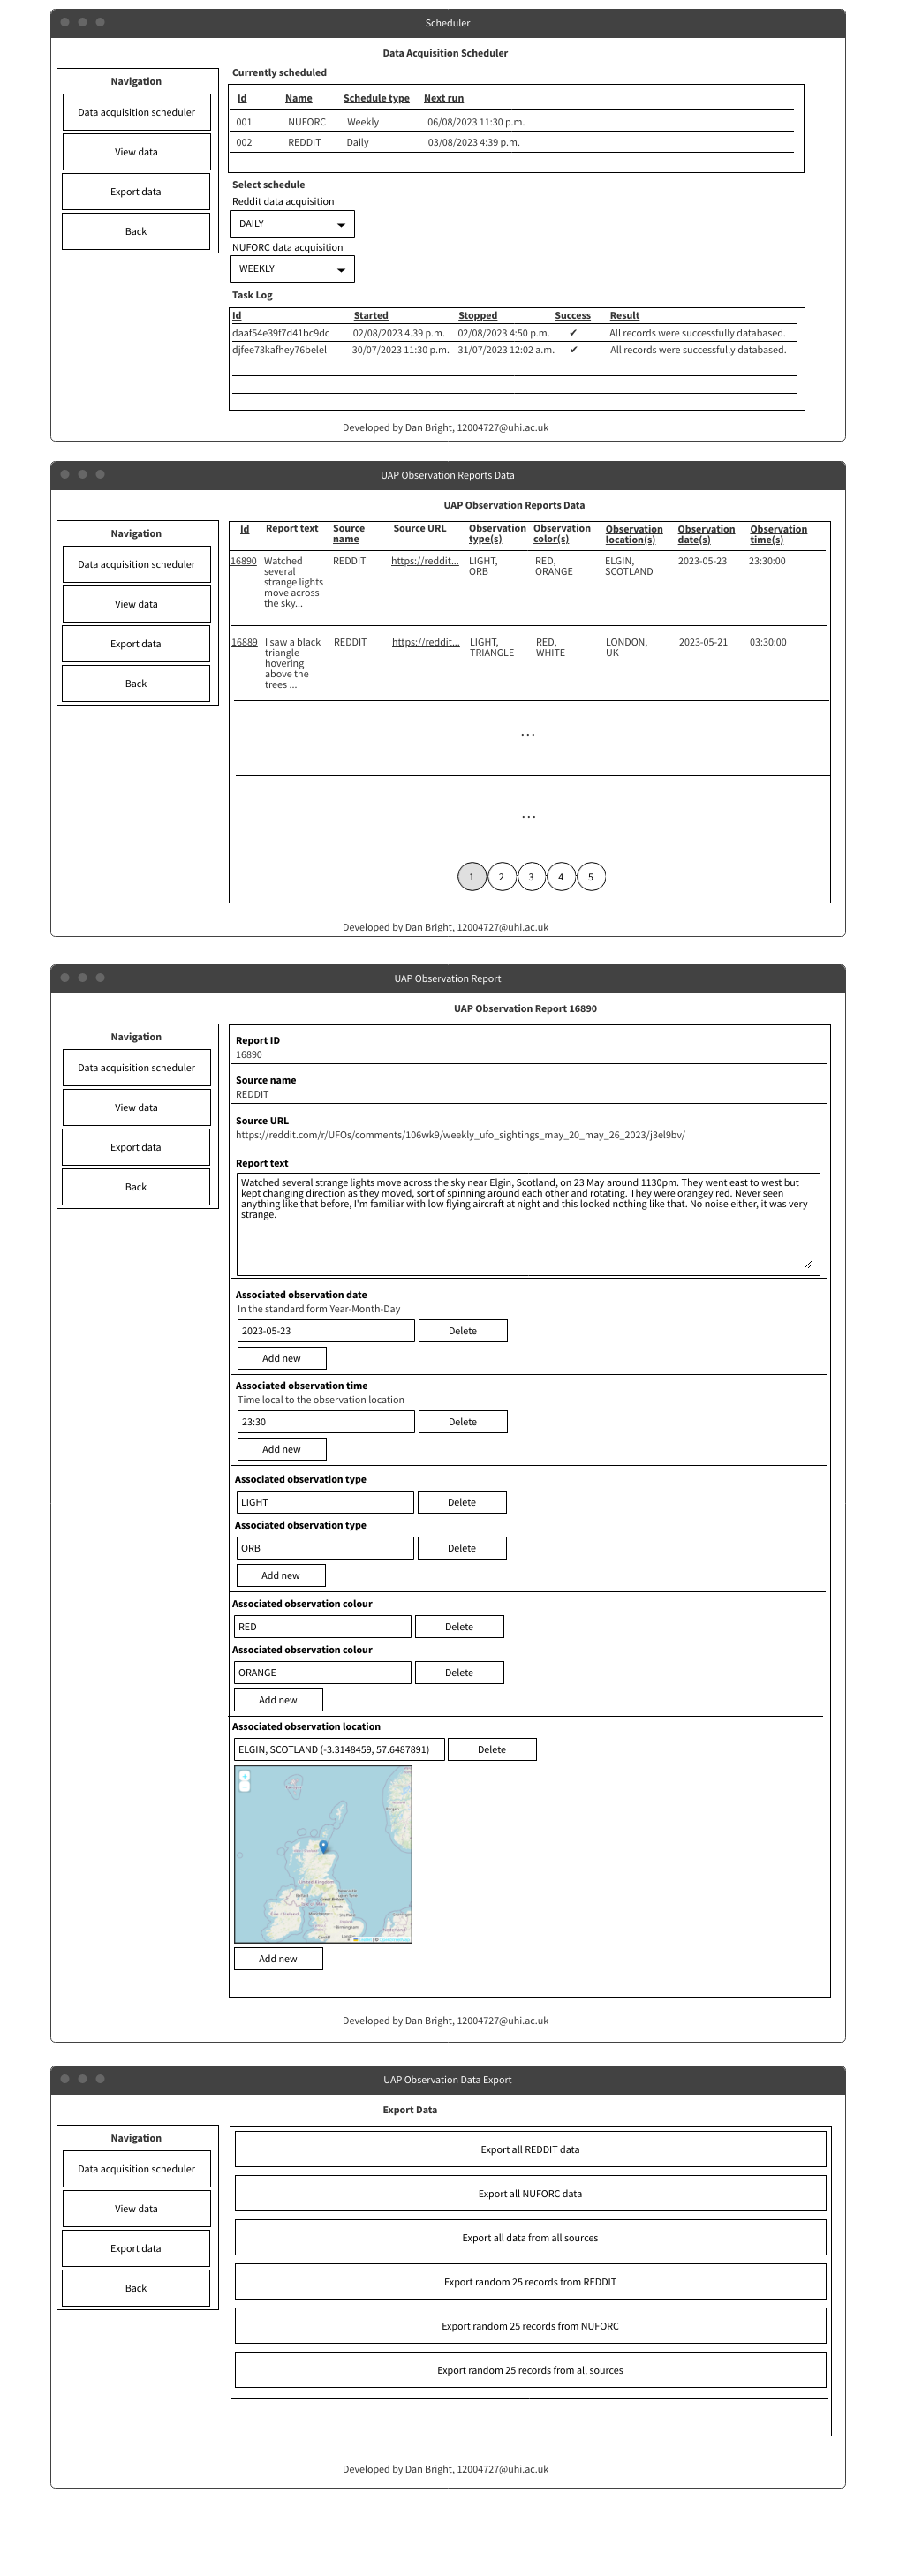 Scheduler
Data Acquisition Scheduler
Navigation
Data acquisition scheduler
View data
Export data
Back
Currently scheduled
Id Name Schedule type Next run
001 NUFORC Weekly 06/08/2023 11:30 p.m.
002 REDDIT Daily 03/08/2023 4:39 p.m.
Select schedule
Reddit data acquisition
DAILY
NUFORC data acquisition
WEEKLY
Task Log
Id Started Stopped Success Result
daaf54e39f7d41bc9dc 02/08/2023 4.39 p.m. 02/08/2023 4:50 p.m. ✔ All records were successfully databased.
djfee73kafhey76belel 30/07/2023 11:30 p.m. 31/07/2023 12:02 a.m. ✔ All records were successfully databased.
Developed by Dan Bright, 12004727@uhi.ac.uk
UAP Observation Reports Data
UAP Observation Reports Data
Navigation
Data acquisition scheduler
View data
Export data
Back
Id Report text Source name Source URL Observation type(s) Observation color(s) Observation location(s) Observation date(s) Observation time(s)
16890 Watched several strange lights move across the sky... REDDIT https://reddit... LIGHT, ORB RED, ORANGE ELGIN, SCOTLAND 2023-05-23 23:30:00
16889 I saw a black triangle hovering above the trees ... REDDIT https://reddit... LIGHT, TRIANGLE RED, WHITE LONDON, UK 2023-05-21 03:30:00
...
...
1 2 3 4 5
Developed by Dan Bright, 12004727@uhi.ac.uk
UAP Observation Report
UAP Observation Report 16890
Navigation
Data acquisition scheduler
View data
Export data
Back
Report ID
16890
Source name
REDDIT
Source URL
https://reddit.com/r/UFOs/comments/106wk9/weekly_ufo_sightings_may_20_may_26_2023/j3el9bv/
Report text
Watched several strange lights move across the sky near Elgin, Scotland, on 23 May around 1130pm. They went east to west but
kept changing direction as they moved, sort of spinning around each other and rotating. They were orangey red. Never seen
anything like that before, I'm familiar with low flying aircraft at night and this looked nothing like that. No noise either, it was very
strange.
Associated observation date
In the standard form Year-Month-Day
2023-05-23 Delete
Add new
Associated observation time
Time local to the observation location
23:30 Delete
Add new
Associated observation type
LIGHT Delete
Associated observation type
ORB Delete
Add new
Associated observation colour
RED Delete
Associated observation colour
ORANGE Delete
Add new
Associated observation location
ELGIN, SCOTLAND (-3.3148459, 57.6487891) Delete
Add new
Developed by Dan Bright, 12004727@uhi.ac.uk
UAP Observation Data Export
Export Data
Navigation
Data acquisition scheduler
View data
Export data
Back
Export all REDDIT data
Export all NUFORC data
Export all data from all sources
Export random 25 records from REDDIT
Export random 25 records from NUFORC
Export random 25 records from all sources
Developed by Dan Bright, 12004727@uhi.ac.uk